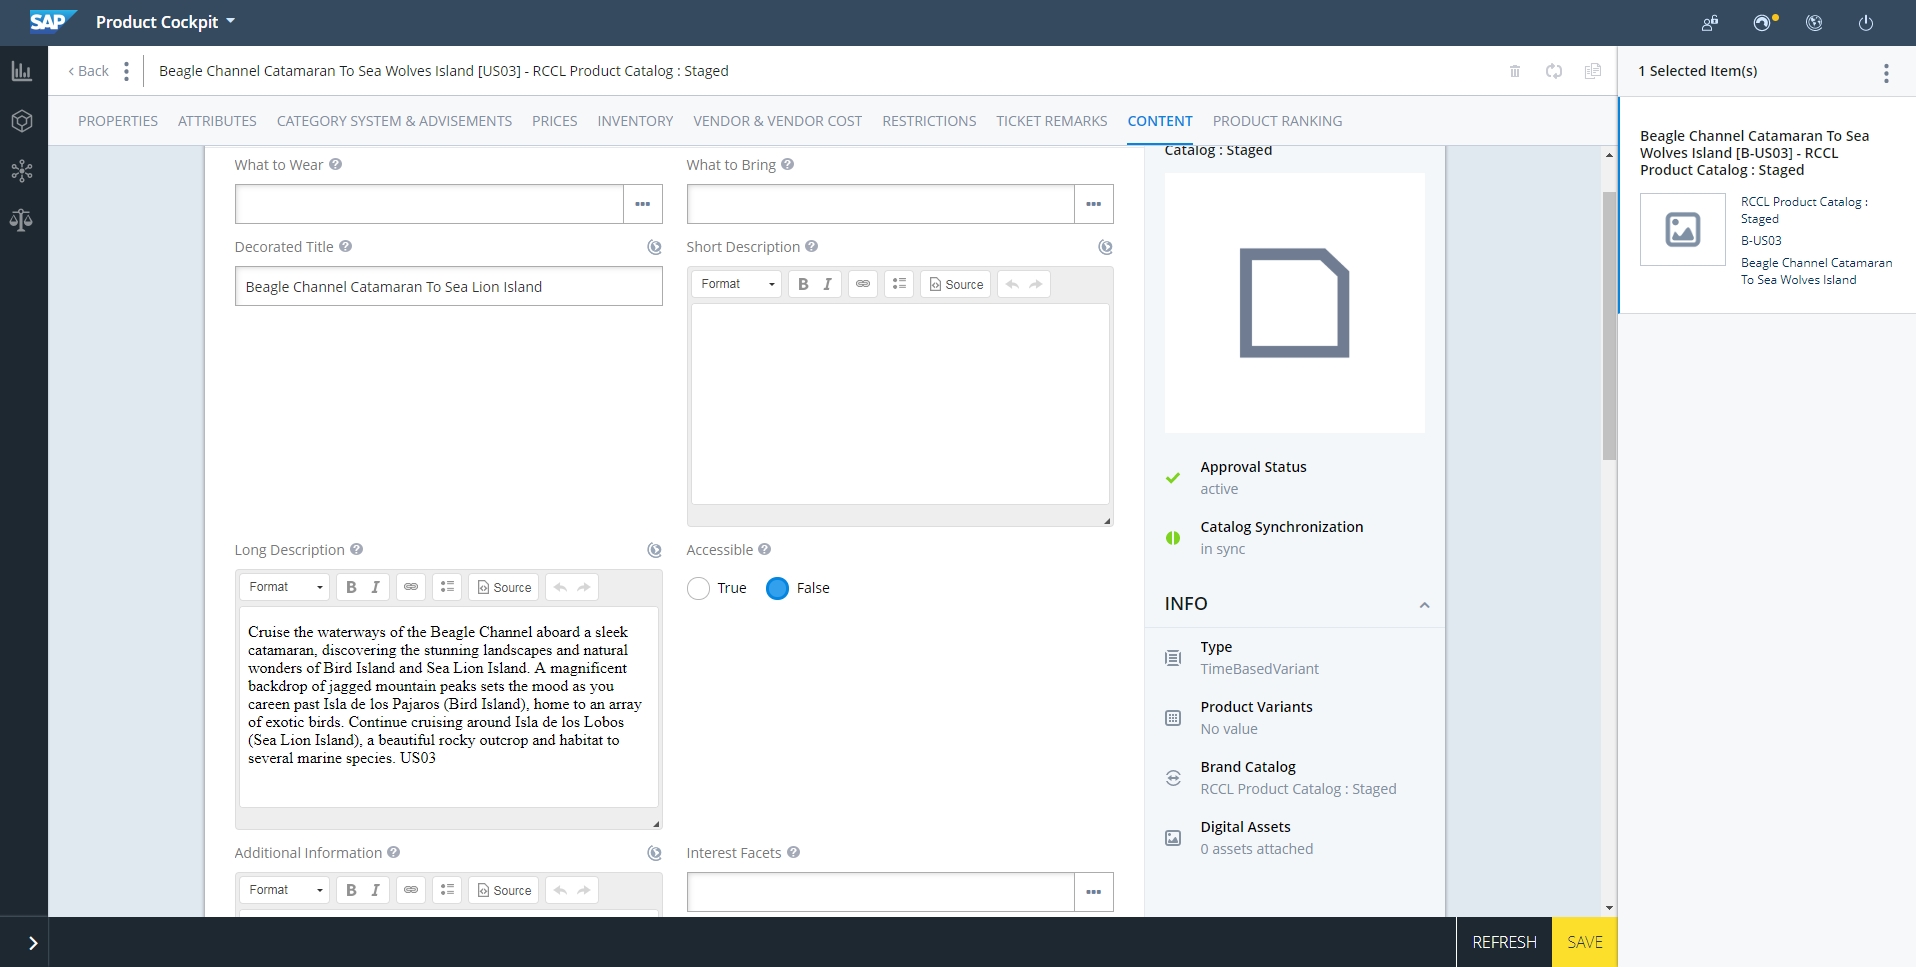 SAP Product Cockpit
Back
Beagle Channel Catamaran To Sea Wolves Island [US03] - RCCL Product Catalog : Staged
1 Selected Item(s)
PROPERTIES ATTRIBUTES CATEGORY SYSTEM & ADVISEMENTS PRICES INVENTORY VENDOR & VENDOR COST RESTRICTIONS TICKET REMARKS CONTENT PRODUCT RANKING
What to Wear
What to Bring
Decorated Title
Beagle Channel Catamaran To Sea Lion Island
Short Description
Format B I Source
Long Description
Format B I Source
Cruise the waterways of the Beagle Channel aboard a sleek
catamaran, discovering the stunning landscapes and natural
wonders of Bird Island and Sea Lion Island. A magnificent
backdrop of jagged mountain peaks sets the mood as you
careen past Isla de los Pajaros (Bird Island), home to an array
of exotic birds. Continue cruising around Isla de los Lobos
(Sea Lion Island), a beautiful rocky outcrop and habitat to
several marine species. US03
Accessible
True False
Additional Information
Format B I Source
Interest Facets
Catalog : Staged
Approval Status
active
Catalog Synchronization
in sync
INFO
Type
TimeBasedVariant
Product Variants
No value
Brand Catalog
RCCL Product Catalog : Staged
Digital Assets
0 assets attached
Beagle Channel Catamaran To Sea
Wolves Island [B-US03] - RCCL
Product Catalog : Staged
RCCL Product Catalog :
Staged
B-US03
Beagle Channel Catamaran
To Sea Wolves Island
REFRESH SAVE